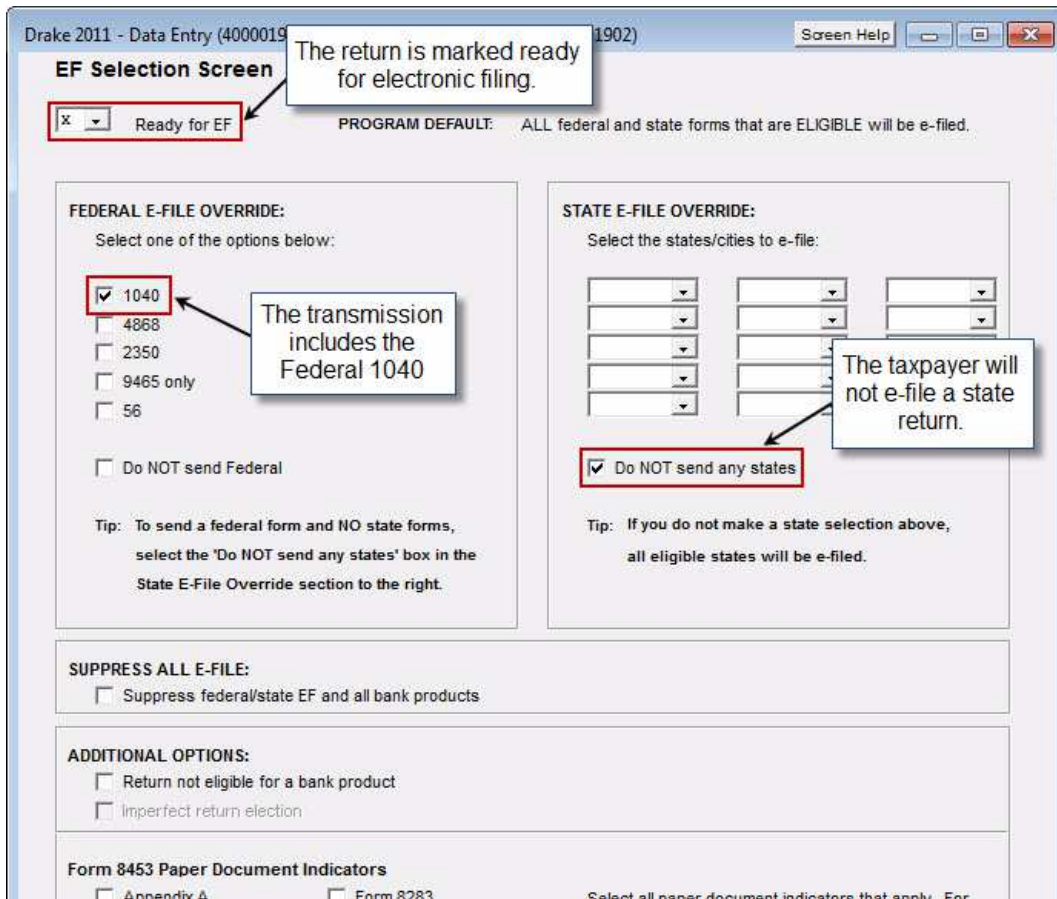 Drake 2011 - Data Entry (4000019 1902) Screen Help
The return is marked ready
for electronic filing.
EF Selection Screen
x Ready for EF PROGRAM DEFAULT: ALL federal and state forms that are ELIGIBLE will be e-filed.
FEDERAL E-FILE OVERRIDE:
Select one of the options below:
1040
4868
2350
9465 only
56
The transmission
includes the
Federal 1040
Do NOT send Federal
Tip: To send a federal form and NO state forms,
select the 'Do NOT send any states' box in the
State E-File Override section to the right.
STATE E-FILE OVERRIDE:
Select the states/cities to e-file:
The taxpayer will
not e-file a state
return.
Do NOT send any states
Tip: If you do not make a state selection above,
all eligible states will be e-filed.
SUPPRESS ALL E-FILE:
Suppress federal/state EF and all bank products
ADDITIONAL OPTIONS:
Return not eligible for a bank product
Imperfect return election
Form 8453 Paper Document Indicators
Appendix A Form 8283 Select all paper document indicators that apply. For